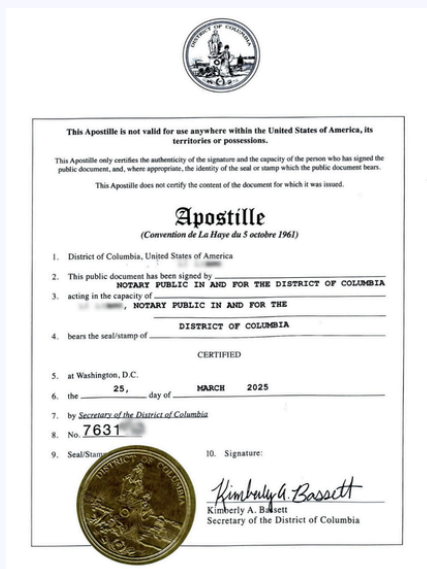 DISTRICT OF COLUMBIA
This Apostille is not valid for use anywhere within the United States of America, its
territories or possessions.
This Apostille only certifies the authenticity of the signature and the capacity of the person who has signed the
public document, and, where appropriate, the identity of the seal or stamp which the public document bears.
This Apostille does not certify the content of the document for which it was issued.
Apostille
(Convention de La Haye du 5 octobre 1961)
1. District of Columbia, United States of America
2. This public document has been signed by
NOTARY PUBLIC IN AND FOR THE DISTRICT OF COLUMBIA
3. acting in the capacity of
, NOTARY PUBLIC IN AND FOR THE
DISTRICT OF COLUMBIA
4. bears the seal/stamp of
CERTIFIED
5. at Washington, D.C.
6. the 25, day of MARCH 2025
7. by Secretary of the District of Columbia
8. No. 7631
9. Seal/Stamp 10. Signature:
DISTRICT OF COLUMBIA
Kimberly A. Bassett
Kimberly A. Bassett
Secretary of the District of Columbia